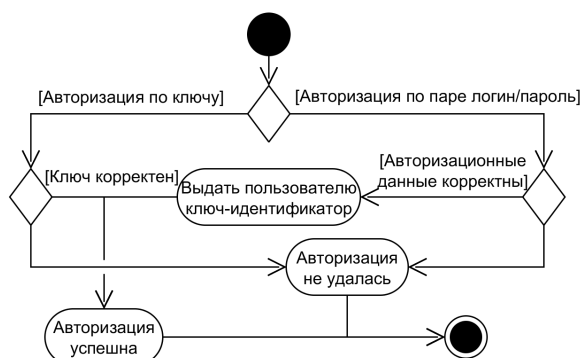 [Авторизация по ключу]
[Авторизация по паре логин/пароль]
[Ключ корректен]
Выдать пользователю
ключ-идентификатор
[Авторизационные
данные корректны]
Авторизация
не удалась
Авторизация
успешна